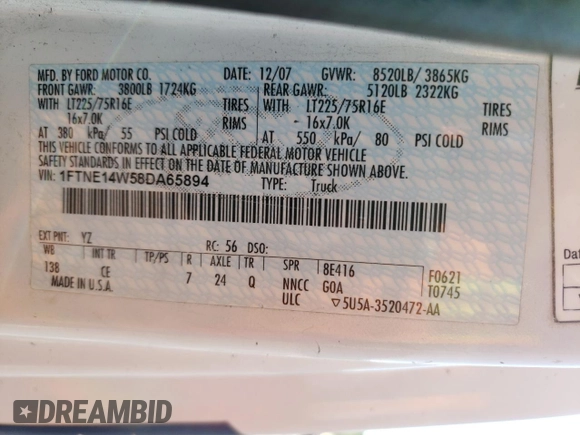 MFD. BY FORD MOTOR CO. DATE: 12/07 GVWR: 8520LB/ 3865KG
FRONT GAWR: 3800LB 1724KG REAR GAWR: 5120LB 2322KG
WITH LT225/75R16E TIRES WITH LT225/75R16E TIRES
16x7.0K RIMS - 16x7.0K RIMS
AT 380 kPa/ 55 PSI COLD AT 550 kPa/ 80 PSI COLD
THIS VEHICLE CONFORMS TO ALL APPLICABLE FEDERAL MOTOR VEHICLE
SAFETY STANDARDS IN EFFECT ON THE DATE OF MANUFACTURE SHOWN ABOVE.
VIN: 1FTNE14W58DA65894 TYPE: Truck
EXT PNT: YZ RC: 56 DSO:
WB INT TR TP/PS R AXLE TR SPR 8E416 F0621
138 CE 7 24 Q NNCC GOA T0745
MADE IN U.S.A. ULC ▽5U5A-3520472-AA
Dat
DREAMBID